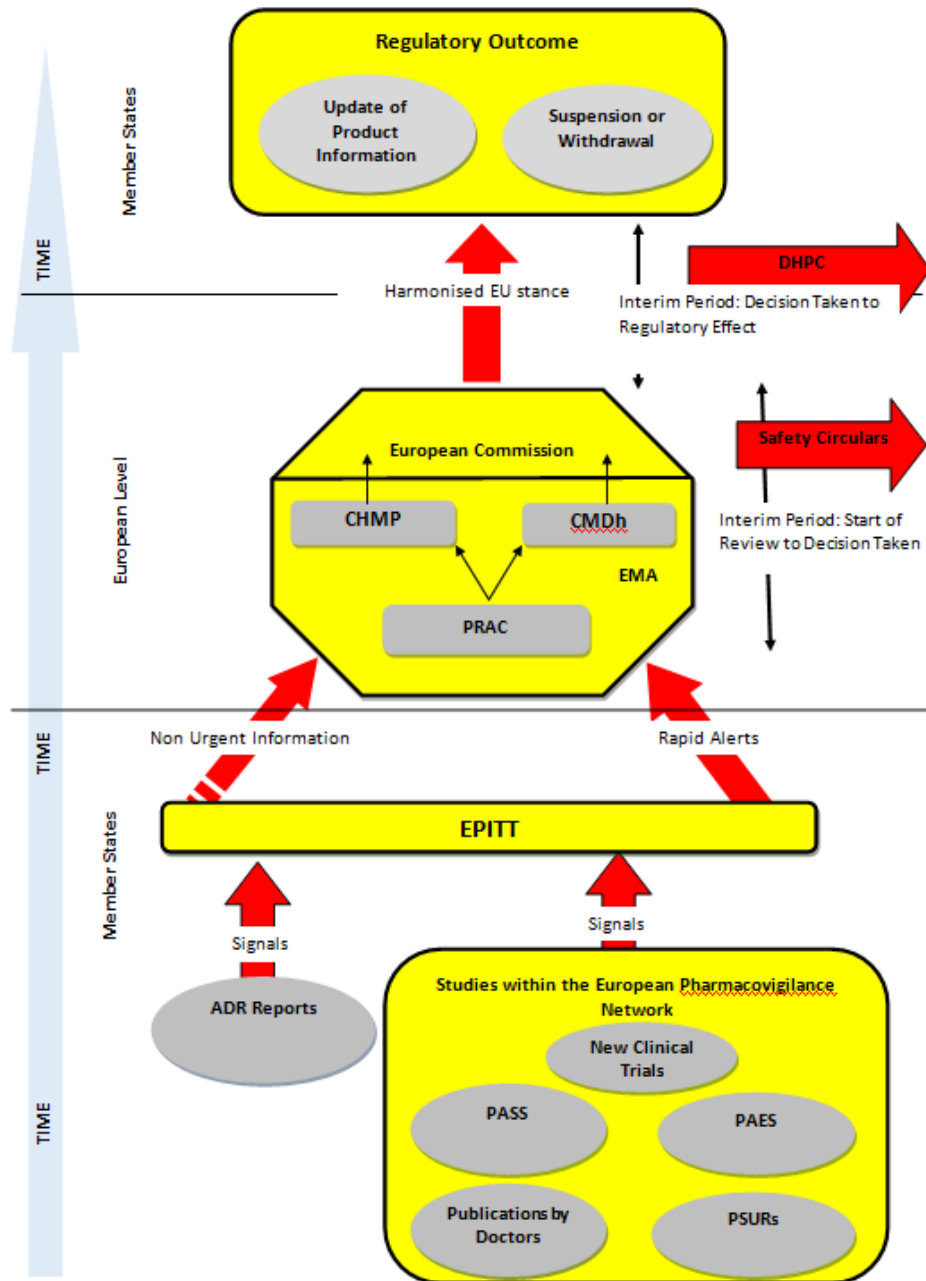 Regulatory Outcome
Update of
Product
Information
Suspension or
Withdrawal
Member States
TIME
DHPC
Harmonised EU stance
Interim Period: Decision Taken to
Regulatory Effect
European Commission
Safety Circulars
CHMP
CMDh
Interim Period: Start of
Review to Decision Taken
European Level
EMA
PRAC
TIME
Non Urgent Information
Rapid Alerts
EPITT
Member States
Signals
Signals
ADR Reports
Studies within the European Pharmacovigilance
Network
New Clinical
Trials
PASS
PAES
TIME
Publications by
Doctors
PSURs